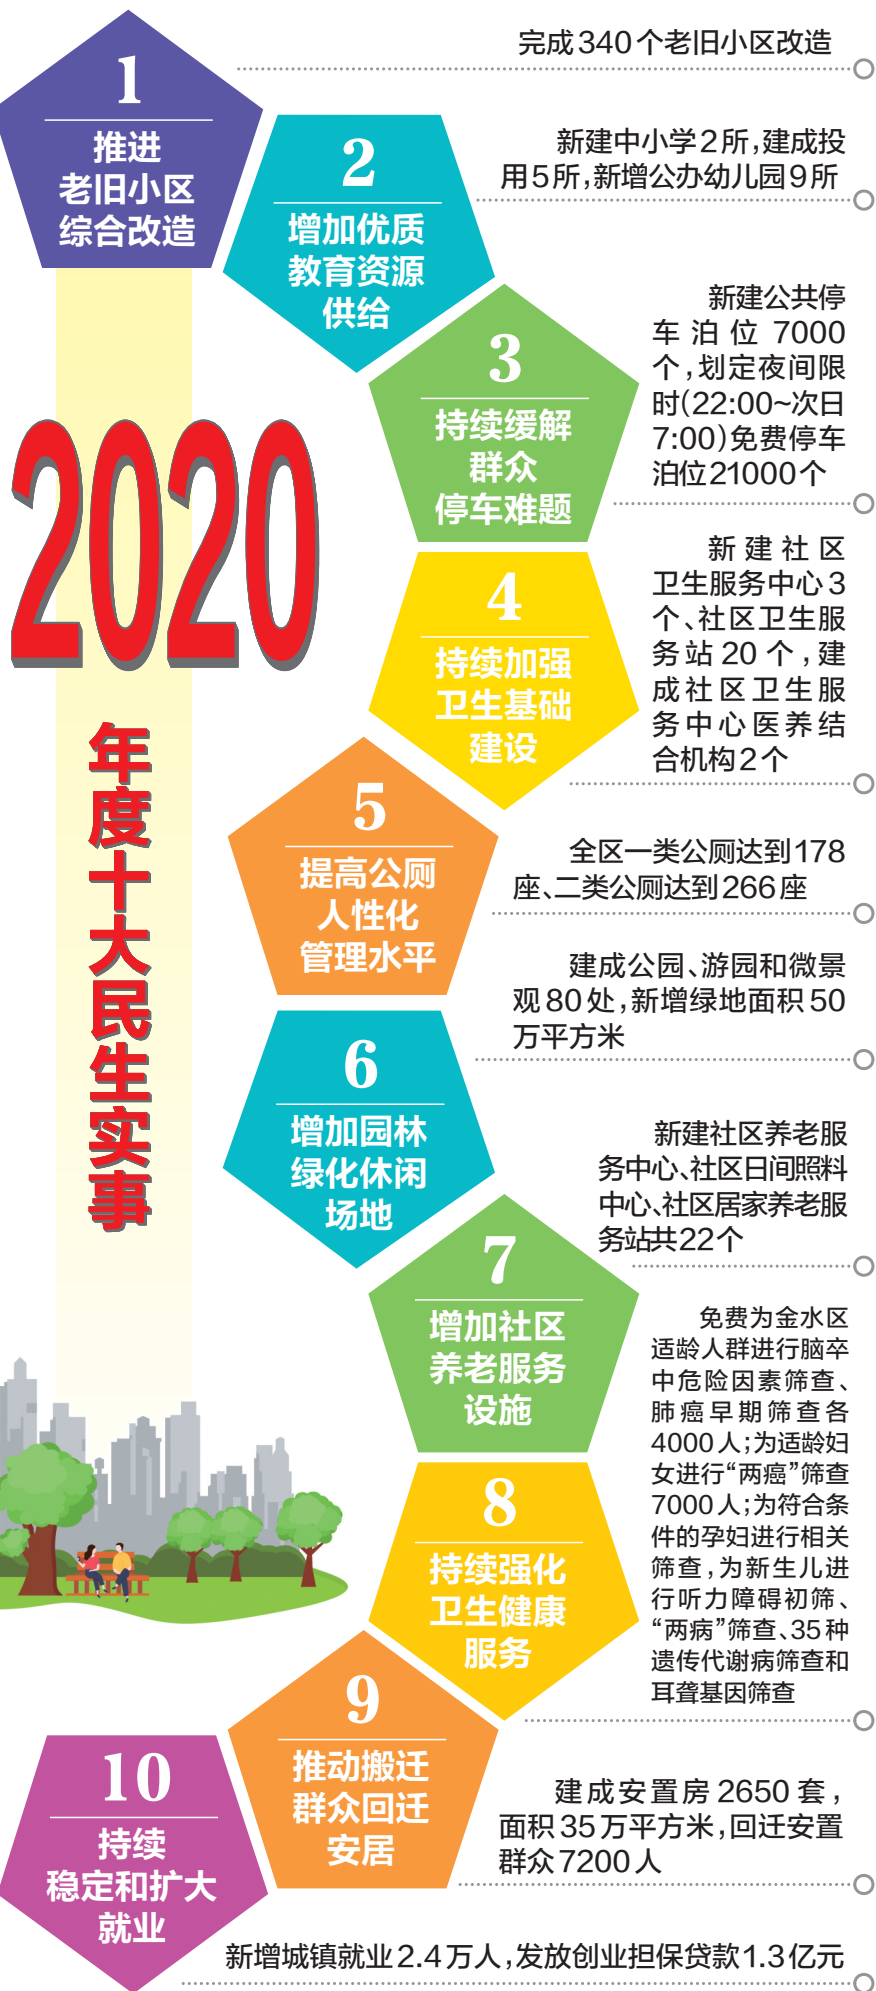 1
推进
老旧小区
综合改造
完成340个老旧小区改造
2
增加优质
教育资源
供给
新建中小学2所,建成投
用5所,新增公办幼儿园9所
3
持续缓解
群众
停车难题
新建公共停
车泊位7000
个,划定夜间限
时(22:00~次日
7:00)免费停车
泊位21000个
2020
年度十大民生实事
4
持续加强
卫生基础
建设
新建社区
卫生服务中心3
个、社区卫生服
务站20个,建
成社区卫生服
务中心医养结
合机构2个
5
提高公厕
人性化
管理水平
全区一类公厕达到178
座、二类公厕达到266座
6
增加园林
绿化休闲
场地
建成公园、游园和微景
观80处,新增绿地面积50
万平方米
7
增加社区
养老服务
设施
新建社区养老服
务中心、社区日间照料
中心、社区居家养老服
务站共22个
8
持续强化
卫生健康
服务
免费为金水区
适龄人群进行脑卒
中危险因素筛查、
肺癌早期筛查各
4000人;为适龄妇
女进行“两癌”筛查
7000人;为符合条
件的孕妇进行相关
筛查,为新生儿进
行听力障碍初筛、
“两病”筛查、35种
遗传代谢病筛查和
耳聋基因筛查
9
推动搬迁
群众回迁
安居
建成安置房2650套,
面积35万平方米,回迁安置
群众7200人
10
持续
稳定和扩大
就业
新增城镇就业2.4万人,发放创业担保贷款1.3亿元